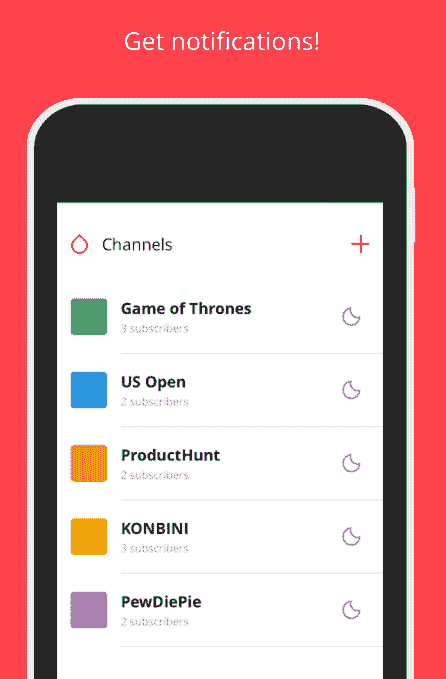 Get notifications!
Channels
Game of Thrones
3 subscribers
US Open
2 subscribers
ProductHunt
2 subscribers
KONBINI
3 subscribers
PewDiePie
2 subscribers